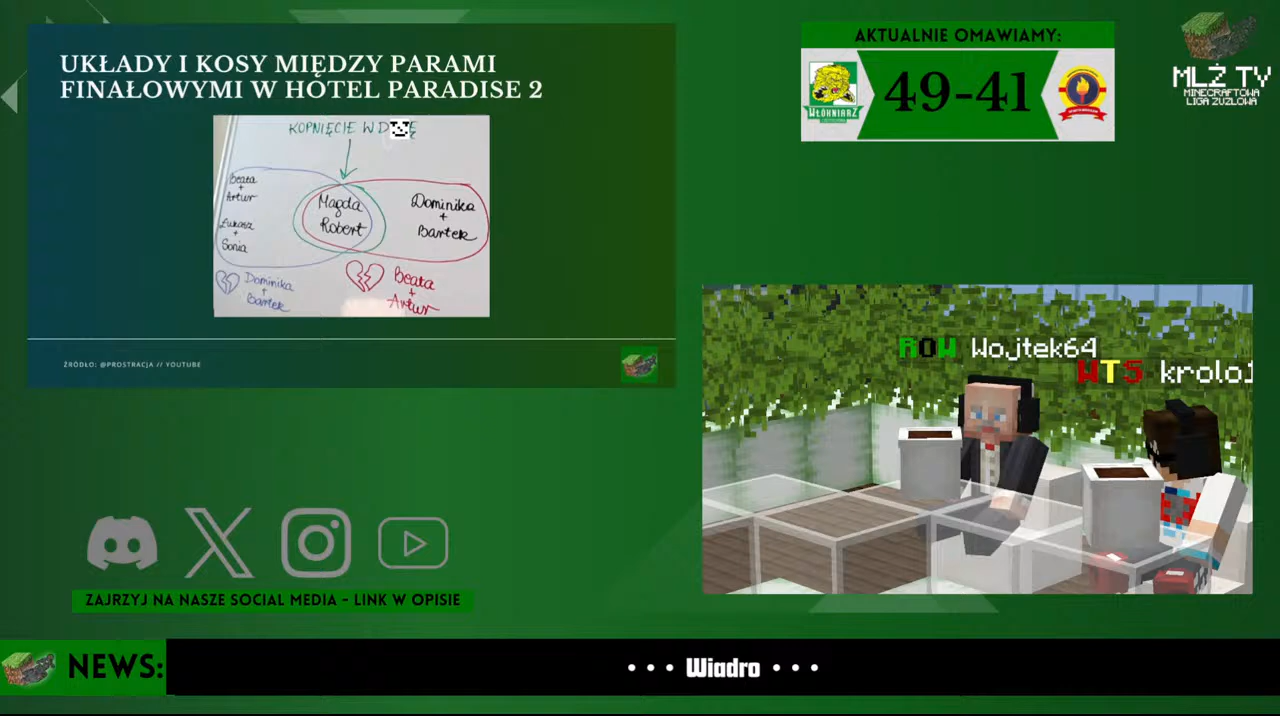 UKŁADY I KOSY MIĘDZY PARAMI
FINAŁOWYMI W HOTEL PARADISE 2
KOPNIĘCIE W D Ę
Beata
+
Artur
Łukasz
+
Sonia
Magda
Robert
Dominika
+
Bartek
Dominika
+
Bartek
Beata
+
Artur
ŹRÓDŁO: @PROSTRACJA // YOUTUBE
AKTUALNIE OMAWIAMY:
WŁÓKNIARZ
49-41
MLŻ TV
MINECRAFTOWA
LIGA ŻUŻLOWA
ROW Wojtek64
WTS krolo1
ZAJRZYJ NA NASZE SOCIAL MEDIA - LINK W OPISIE
NEWS:
• • • Wiadro • • •